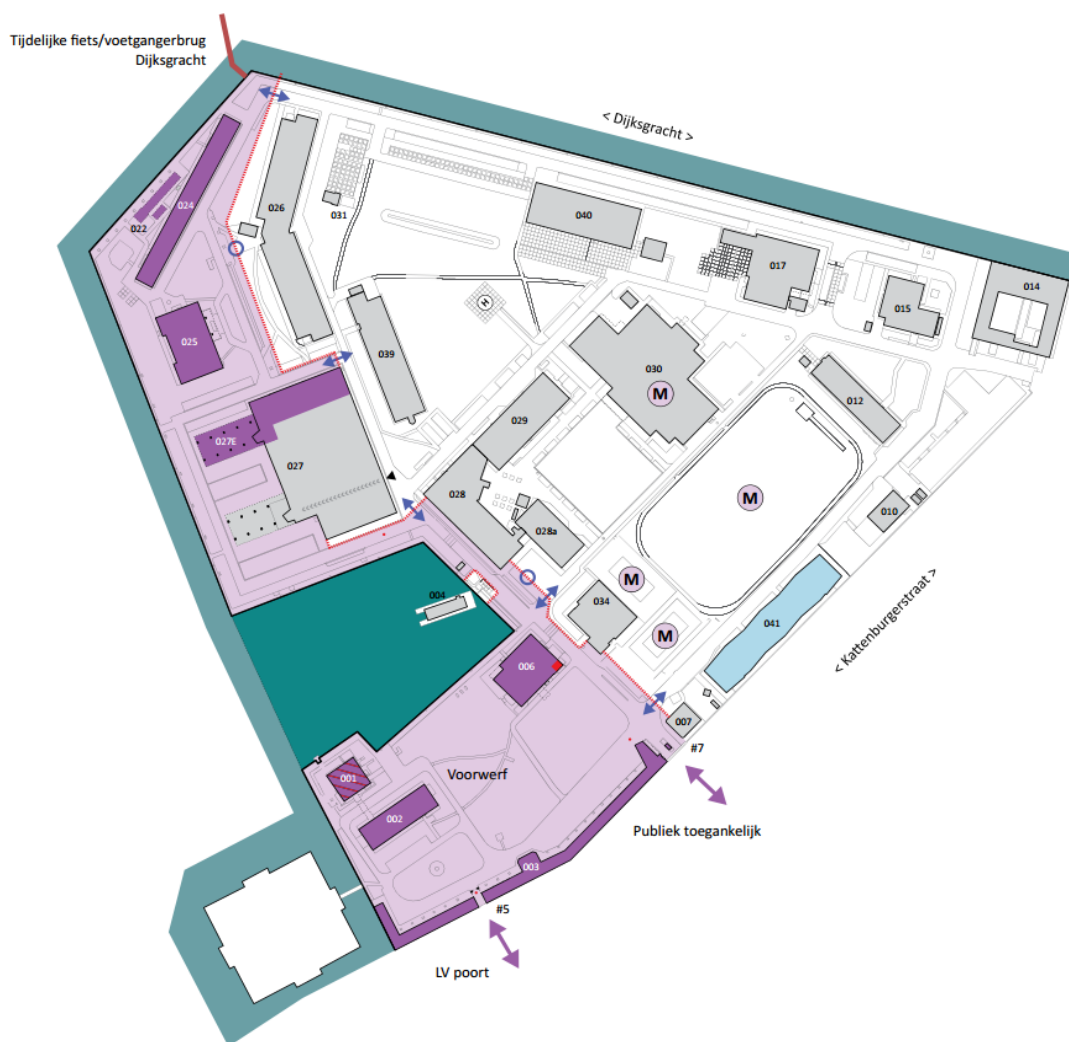 Tijdelijke fiets/voetgangerbrug
Dijksgracht
< Dijksgracht >
022
024
026
031
040
017
014
015
025
039
H
030
M
012
029
027E
027
028
M
010
028a
004
034
M
M
041
< Kattenburgerstraat >
006
007
#7
001
Voorwerf
002
Publiek toegankelijk
003
#5
LV poort